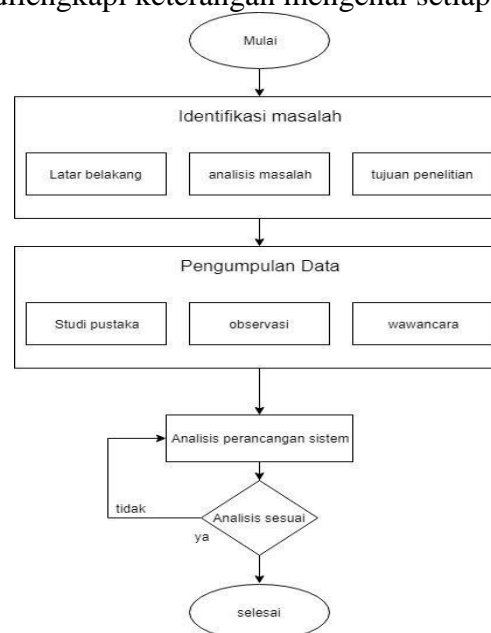 dilengkapi keterangan mengenai setiap
Mulai
Identifikasi masalah
Latar belakang
analisis masalah
tujuan penelitian
Pengumpulan Data
Studi pustaka
observasi
wawancara
Analisis perancangan sistem
tidak
Analisis sesuai
ya
selesai